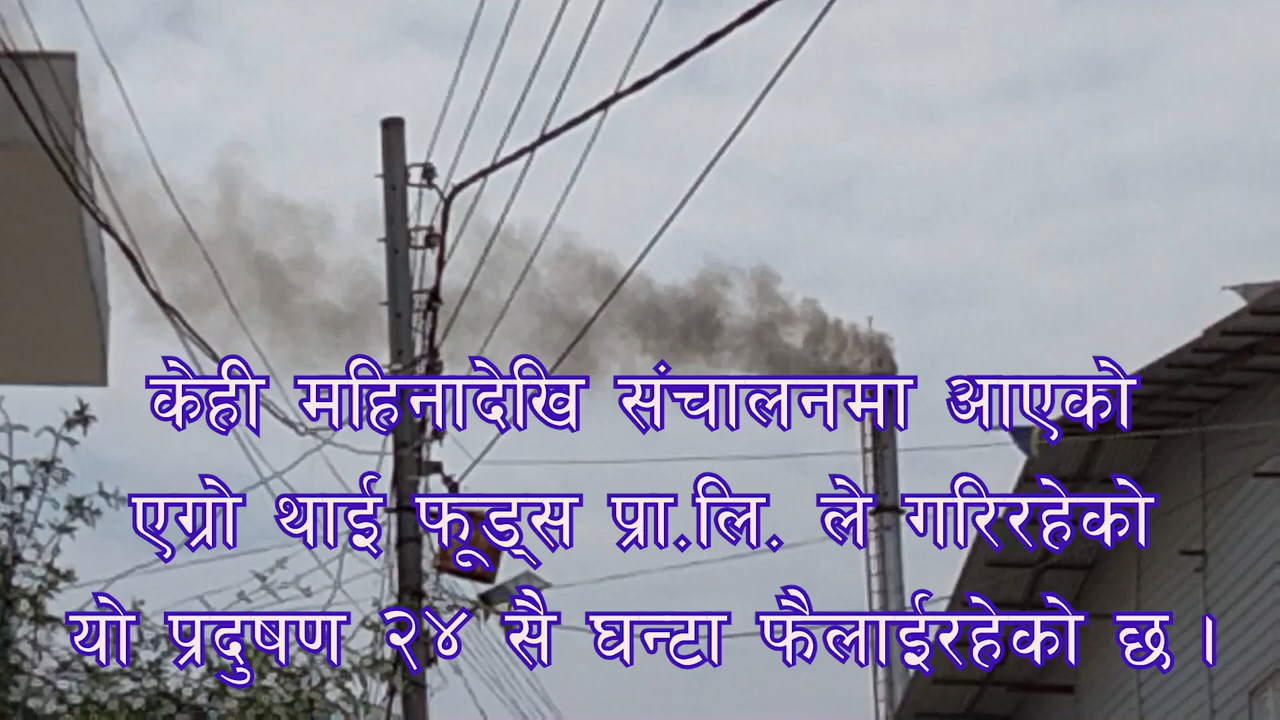 केही महिनादेखि संचालनमा आएको
एग्रो थाई फूड्स प्रा.लि. ले गरिरहेको
यो प्रदुषण २४ सै घन्टा फैलाईरहेको छ ।